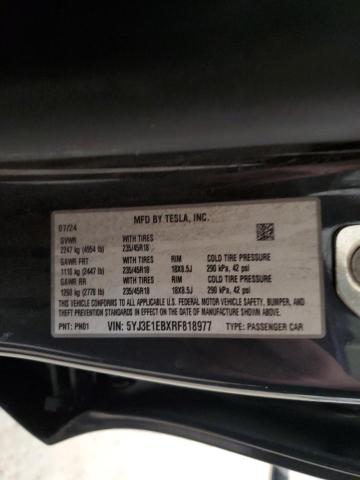 MFD BY TESLA, INC.
07/24
GVWR WITH TIRES
2247 kg (4954 lb) 235/45R18
GAWR FRT WITH TIRES RIM COLD TIRE PRESSURE
1110 kg (2447 lb) 235/45R18 18X8.5J 290 kPa, 42 psi
GAWR RR WITH TIRES RIM COLD TIRE PRESSURE
1260 kg (2778 lb) 235/45R18 18X8.5J 290 kPa, 42 psi
THIS VEHICLE CONFORMS TO ALL APPLICABLE FEDERAL MOTOR VEHICLE SAFETY, BUMPER, AND
THEFT PREVENTION STANDARDS IN EFFECT ON THE DATE OF MANUFACTURE SHOWN ABOVE.
PNT: PN01 VIN: 5YJ3E1EBXRF818977 TYPE: PASSENGER CAR